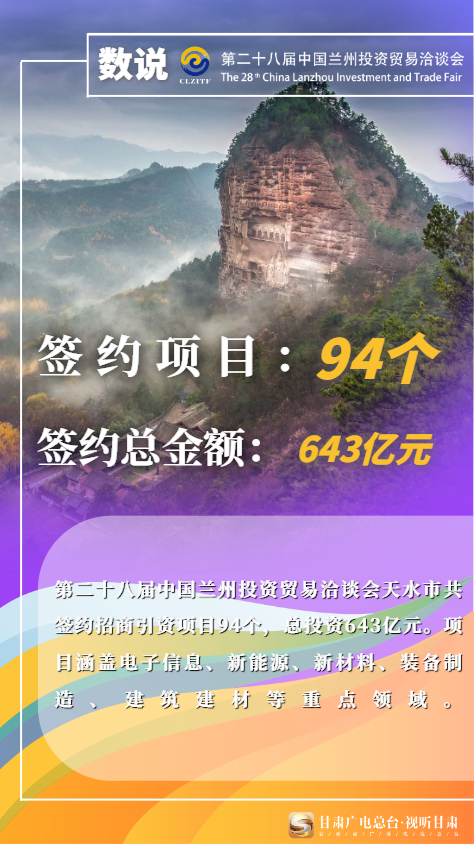 数说
CLZITF
第二十八届中国兰州投资贸易洽谈会
The 28th China Lanzhou Investment and Trade Fair
签约项目：94个
签约总金额：643亿元
第二十八届中国兰州投资贸易洽谈会天水市共
签约招商引资项目94个，总投资643亿元。项
目涵盖电子信息、新能源、新材料、装备制
造、建筑建材等重点领域。
甘肃广电总台·视听甘肃